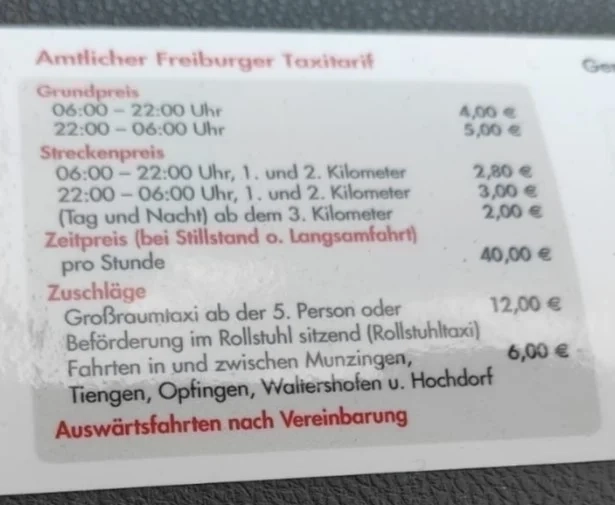 Amtlicher Freiburger Taxitarif
Grundpreis
06:00 – 22:00 Uhr 4,00 €
22:00 – 06:00 Uhr 5,00 €
Streckenpreis
06:00 – 22:00 Uhr, 1. und 2. Kilometer 2,80 €
22:00 – 06:00 Uhr, 1. und 2. Kilometer 3,00 €
(Tag und Nacht) ab dem 3. Kilometer 2,00 €
Zeitpreis (bei Stillstand o. Langsamfahrt)
pro Stunde 40,00 €
Zuschläge
Großraumtaxi ab der 5. Person oder 12,00 €
Beförderung im Rollstuhl sitzend (Rollstuhltaxi)
Fahrten in und zwischen Munzingen, 6,00 €
Tiengen, Opfingen, Waltershofen u. Hochdorf
Auswärtsfahrten nach Vereinbarung